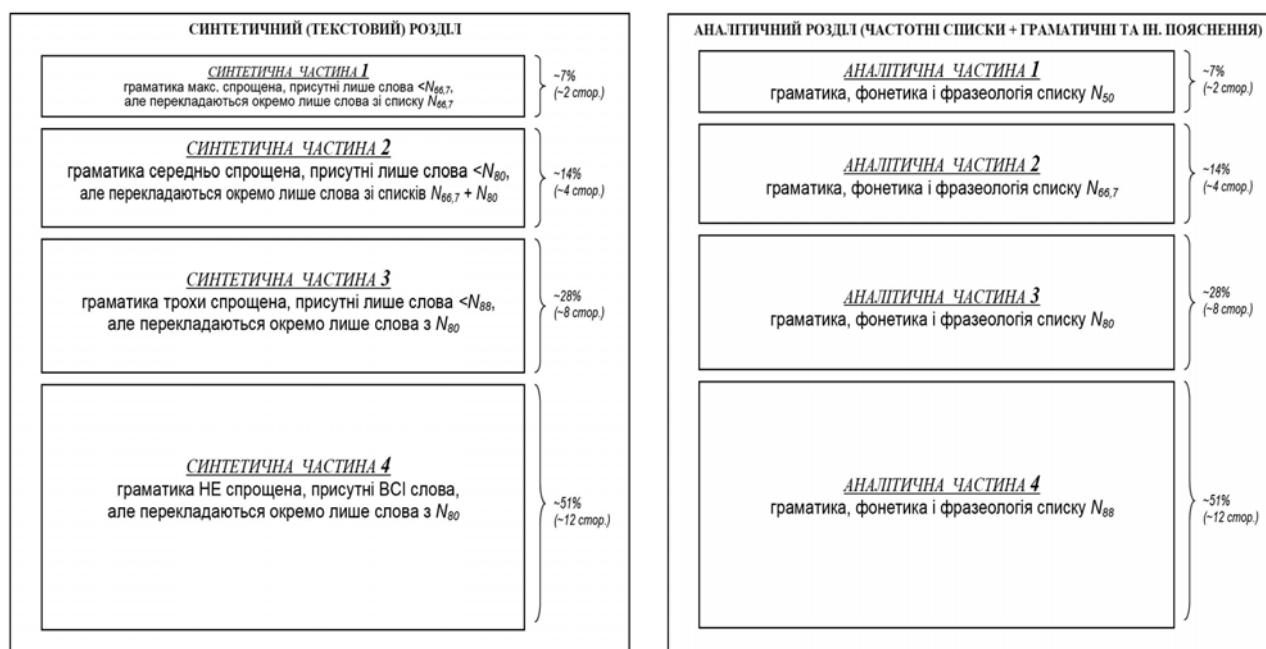 СИНТЕТИЧНИЙ (ТЕКСТОВИЙ) РОЗДІЛ
СИНТЕТИЧНА ЧАСТИНА 1
граматика макс. спрощена, присутні лише слова <N66,7,
але перекладаються окремо лише слова зі списку N66,7
~7%
(~2 стор.)
СИНТЕТИЧНА ЧАСТИНА 2
граматика середньо спрощена, присутні лише слова <N80,
але перекладаються окремо лише слова зі списків N66,7 + N80
~14%
(~4 стор.)
СИНТЕТИЧНА ЧАСТИНА 3
граматика трохи спрощена, присутні лише слова <N88,
але перекладаються окремо лише слова з N80
~28%
(~8 стор.)
СИНТЕТИЧНА ЧАСТИНА 4
граматика НЕ спрощена, присутні ВСІ слова,
але перекладаються окремо лише слова з N80
~51%
(~12 стор.)
АНАЛІТИЧНИЙ РОЗДІЛ (ЧАСТОТНІ СПИСКИ + ГРАМАТИЧНІ ТА ІН. ПОЯСНЕННЯ)
АНАЛІТИЧНА ЧАСТИНА 1
граматика, фонетика і фразеологія списку N50
~7%
(~2 стор.)
АНАЛІТИЧНА ЧАСТИНА 2
граматика, фонетика і фразеологія списку N66,7
~14%
(~4 стор.)
АНАЛІТИЧНА ЧАСТИНА 3
граматика, фонетика і фразеологія списку N80
~28%
(~8 стор.)
АНАЛІТИЧНА ЧАСТИНА 4
граматика, фонетика і фразеологія списку N88
~51%
(~12 стор.)